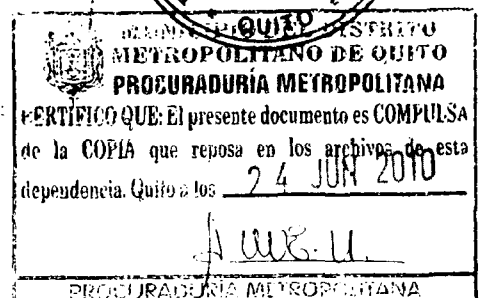 QUITO
DISTRITO
METROPOLITANO DE QUITO
PROCURADURÍA METROPOLITANA
CERTIFICO QUE: El presente documento es COMPULSA
de la COPIA que reposa en los archivos de esta
dependencia. Quito a los 24 JUN 2010
PROCURADURÍA METROPOLITANA